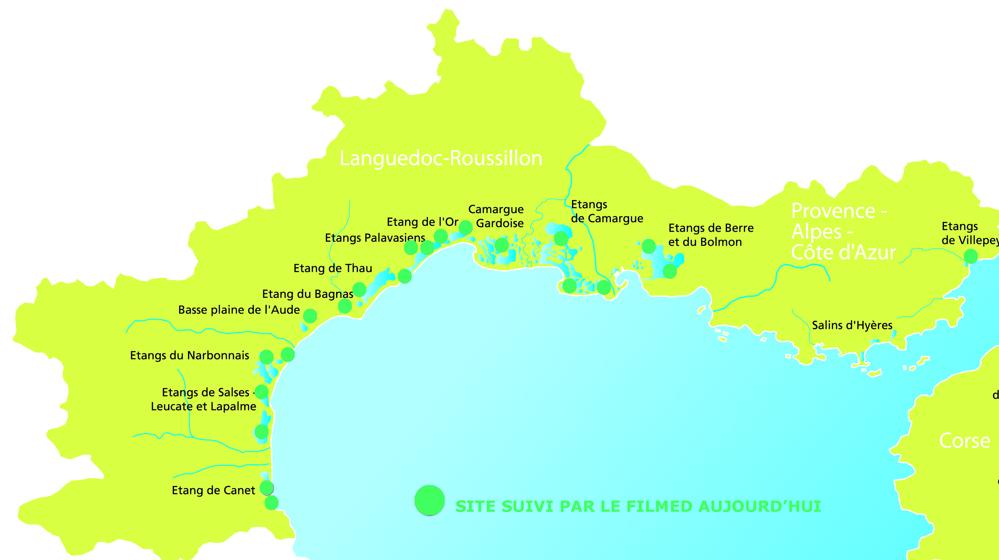 Languedoc-Roussillon
Provence -
Alpes -
Côte d'Azur
Corse
Camargue
Gardoise
Etangs
de Camargue
Etang de l'Or
Etangs Palavasiens
Etangs de Berre
et du Bolmon
Etangs
de Villepey
Etang de Thau
Etang du Bagnas
Basse plaine de l'Aude
Salins d'Hyères
Etangs du Narbonnais
Etangs de Salses -
Leucate et Lapalme
d
Etang de Canet
SITE SUIVI PAR LE FILMED AUJOURD’HUI